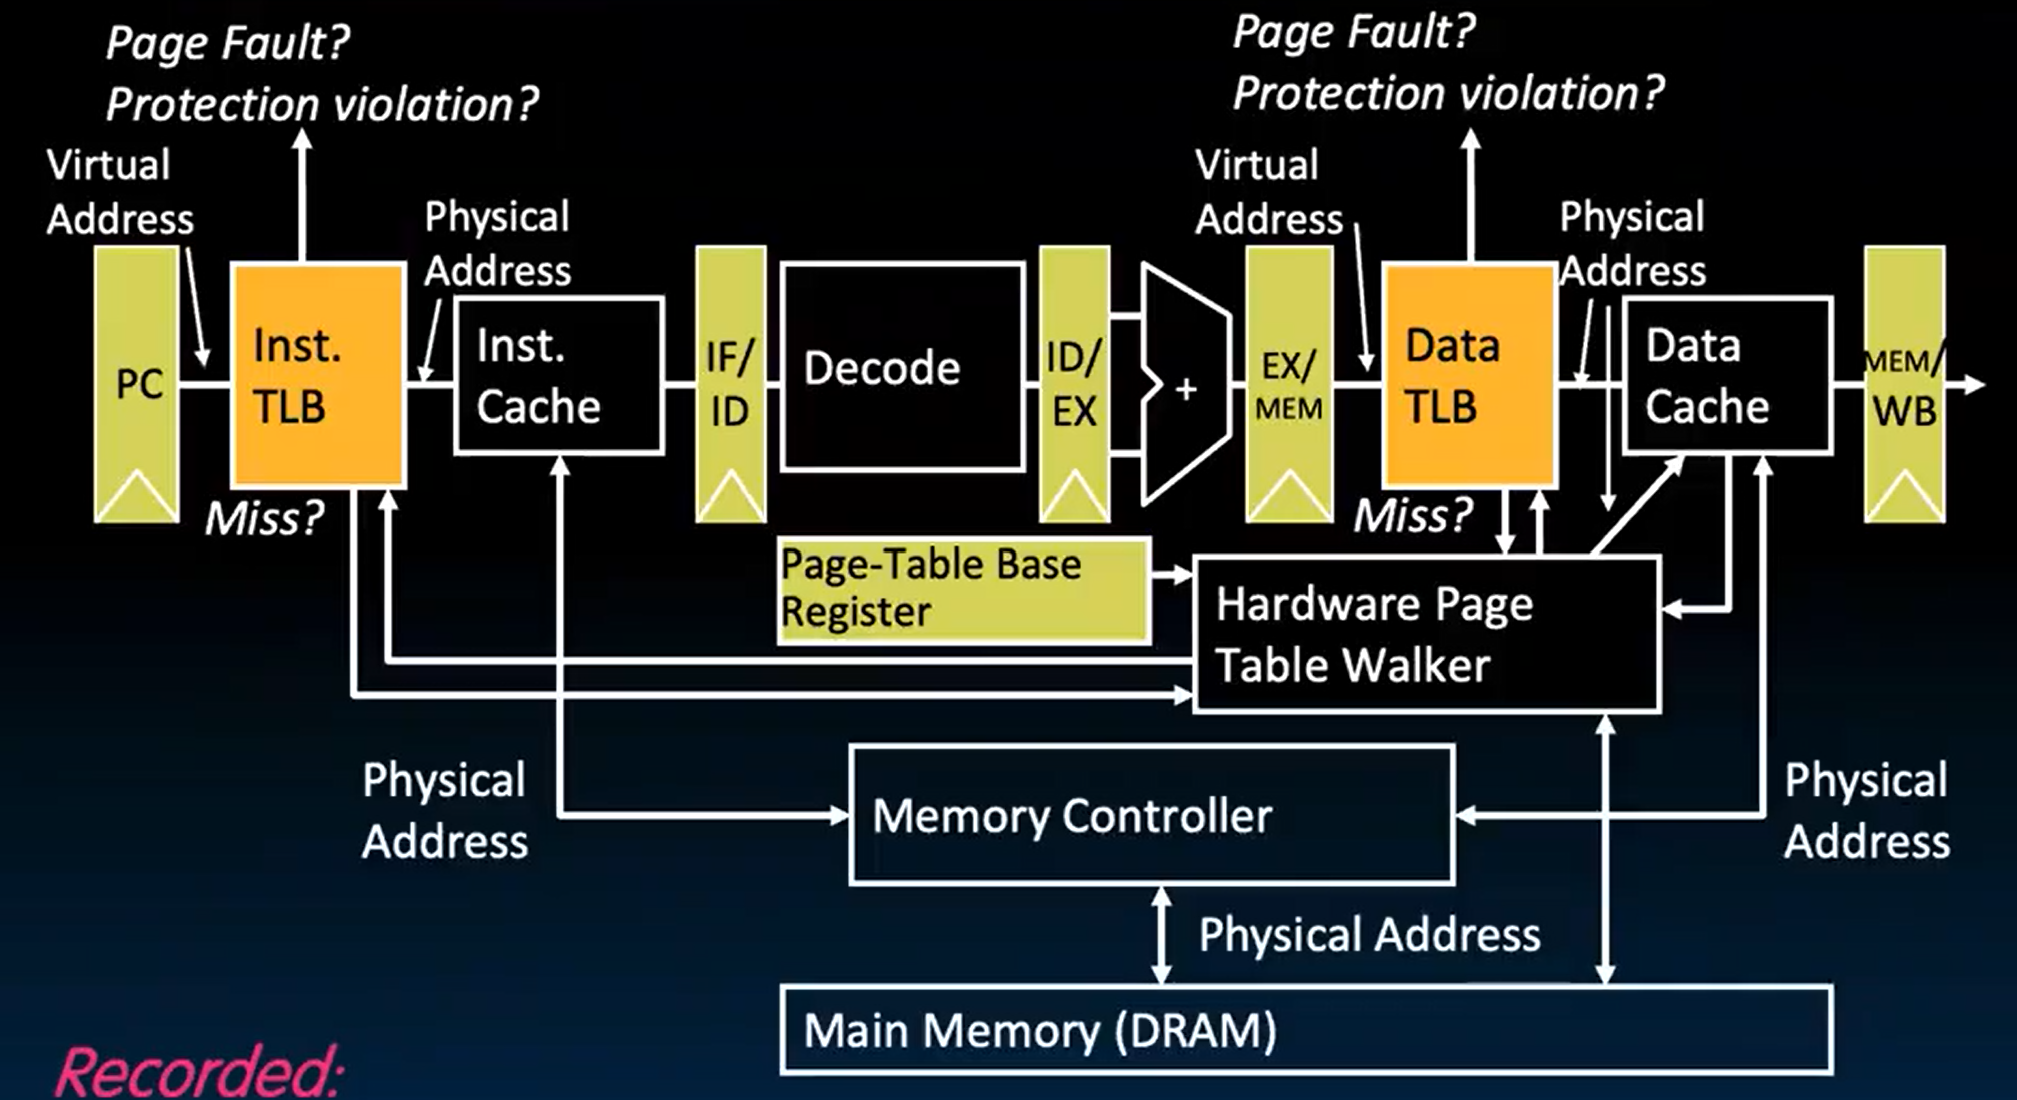 Page Fault?
Protection violation?
Page Fault?
Protection violation?
Virtual
Address
Physical
Address
Virtual
Address
Physical
Address
PC
Inst.
TLB
Inst.
Cache
IF/
ID
Decode
ID/
EX
+
EX/
MEM
Data
TLB
Data
Cache
MEM/
WB
Miss?
Miss?
Page-Table Base
Register
Hardware Page
Table Walker
Physical
Address
Memory Controller
Physical
Address
Physical Address
Main Memory (DRAM)
Recorded: